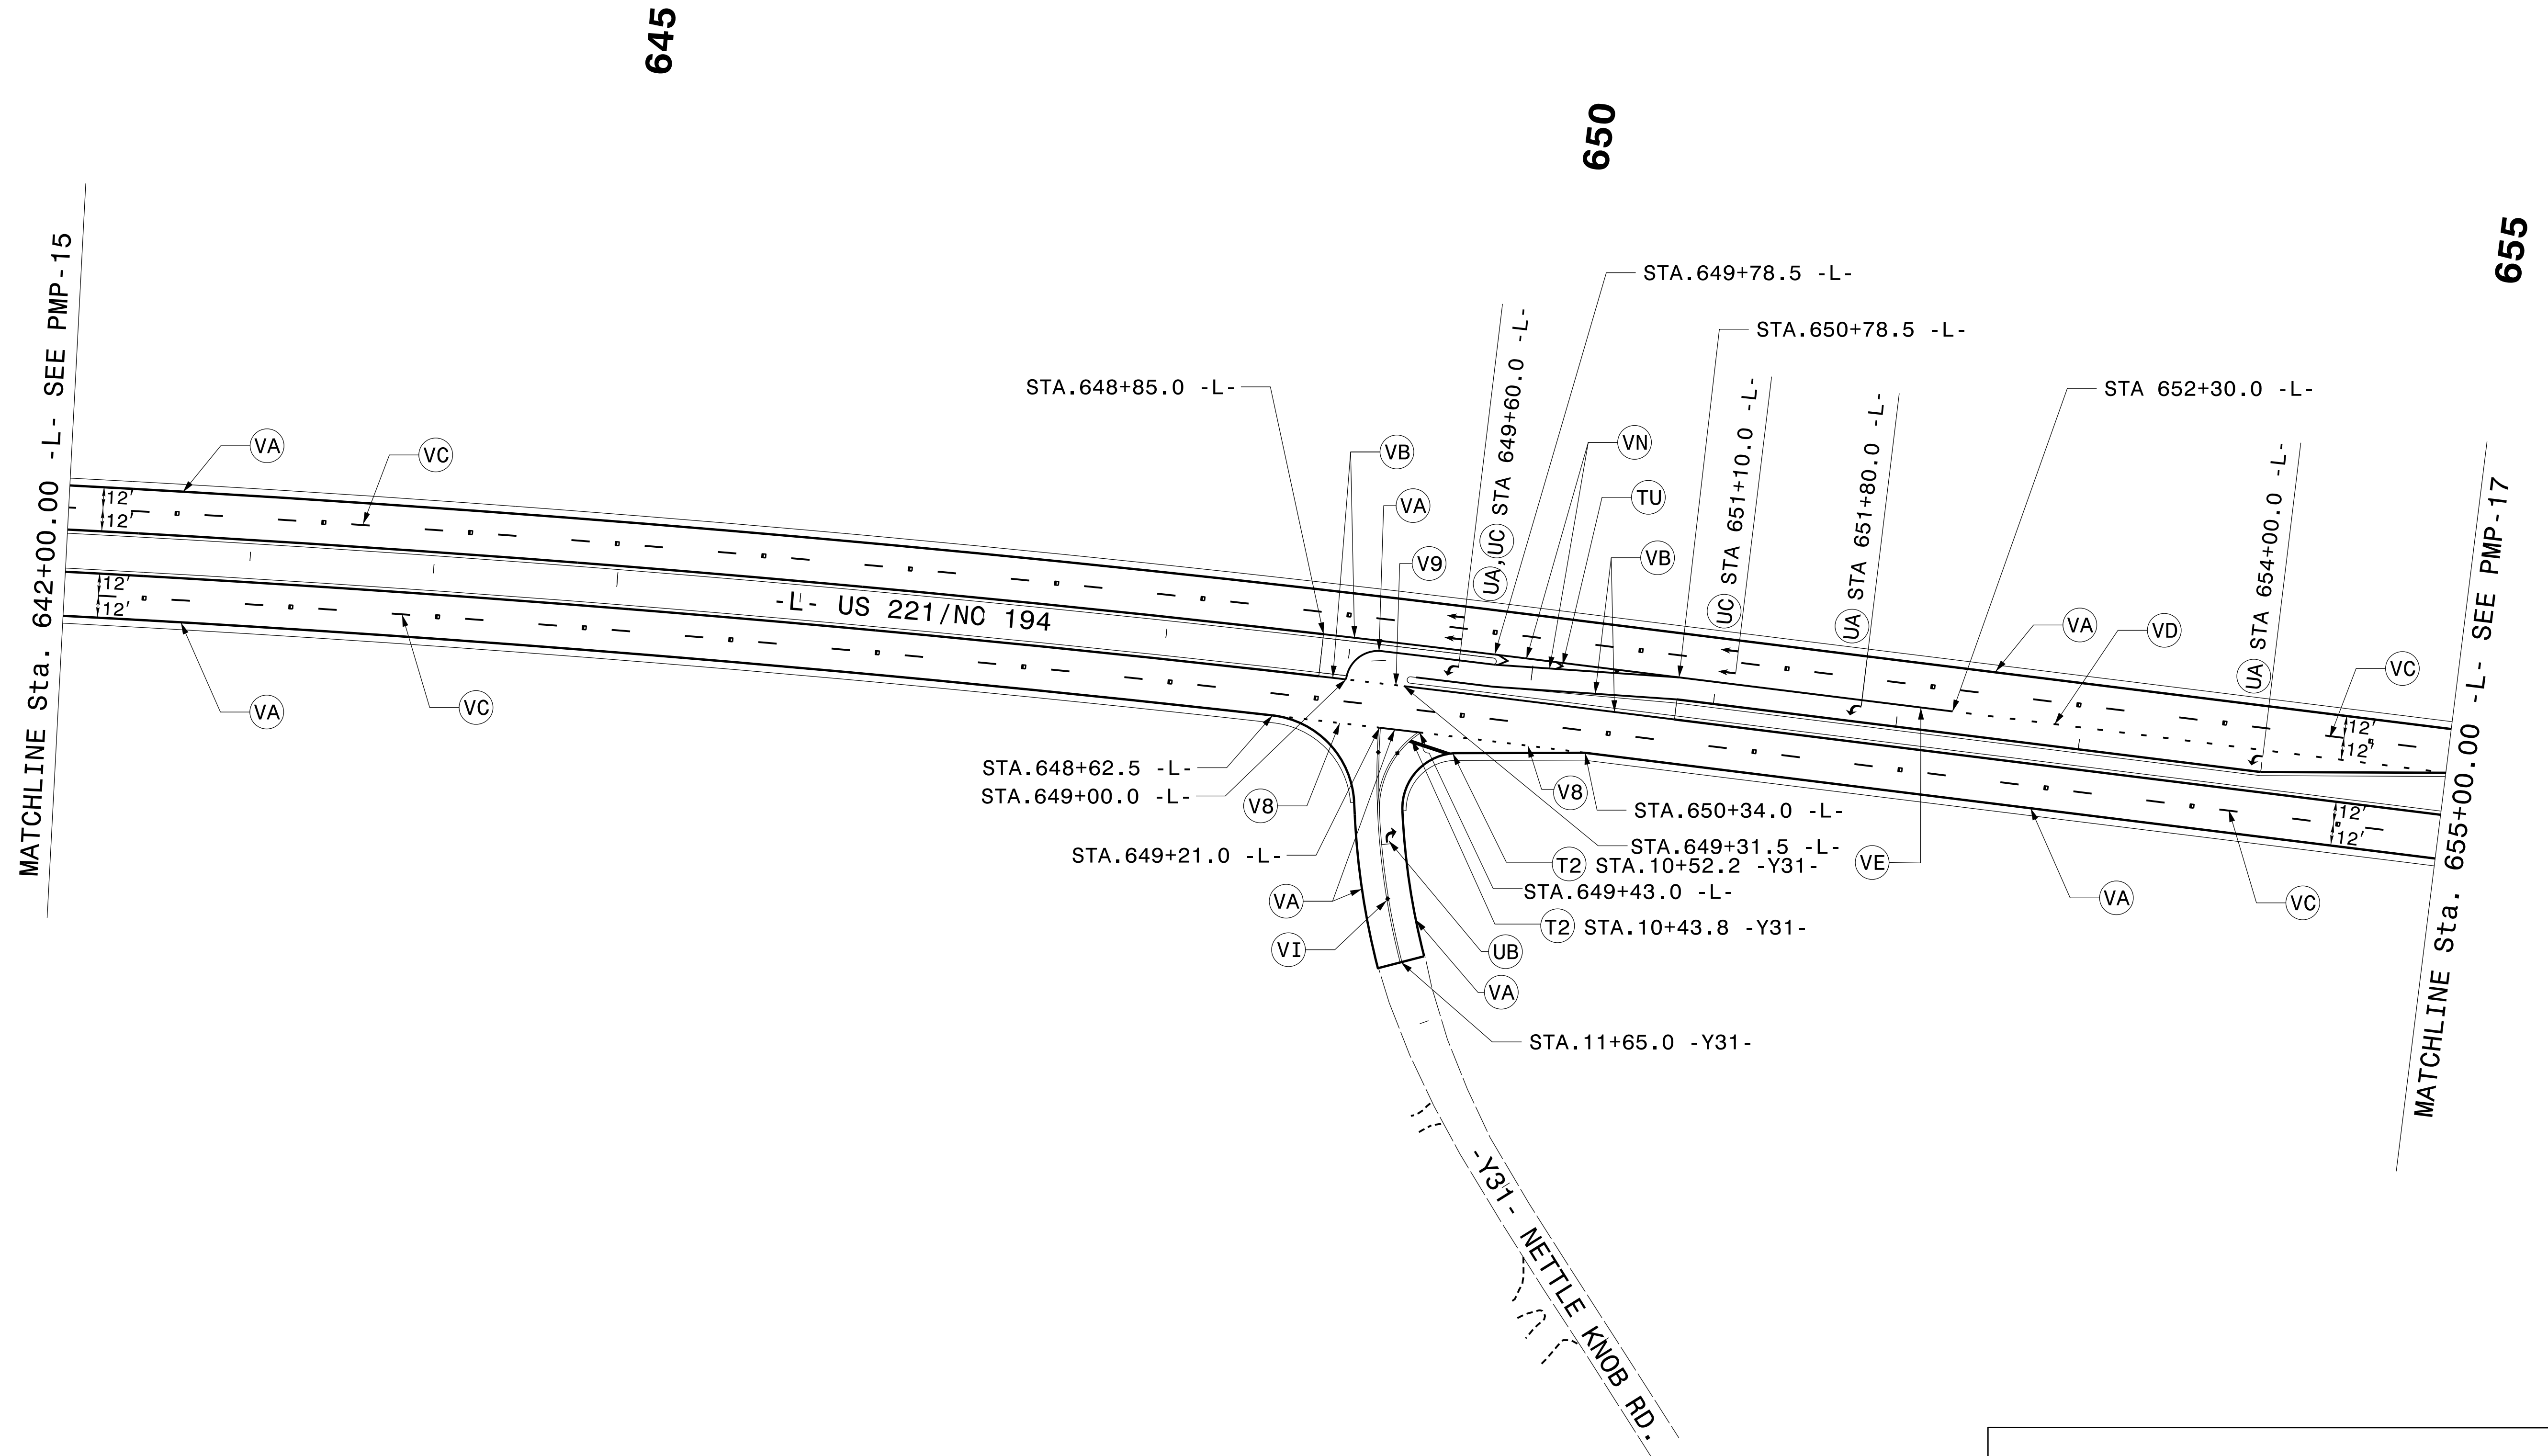 645
650
655
MATCHLINE Sta. 642+00.00 -L- SEE PMP-15
STA.649+78.5 -L-
STA.650+78.5 -L-
STA.648+85.0 -L-
STA 652+30.0 -L-
UA,UC STA 649+60.0 -L-
UC STA 651+10.0 -L-
UA STA 651+80.0 -L-
UA STA 654+00.0 -L-
VA
VC
VB
VN
VA
TU
V9
VB
VA
VD
VC
12'
12'
12'
12'
-L- US 221/NC 194
12'
12'
12'
12'
VA
VC
STA.648+62.5 -L-
STA.649+00.0 -L-
V8
V8
STA.650+34.0 -L-
STA.649+21.0 -L-
STA.649+31.5 -L-
T2 STA.10+52.2 -Y31-
VE
STA.649+43.0 -L-
VA
VA
VC
T2 STA.10+43.8 -Y31-
VI
UB
VA
STA.11+65.0 -Y31-
-Y31- NETTLE KNOB RD.
MATCHLINE Sta. 655+00.00 -L- SEE PMP-17